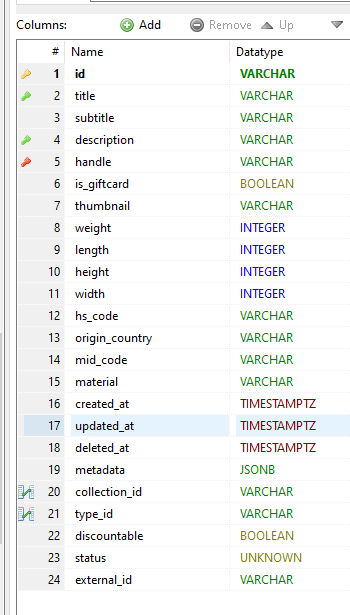 Columns: Add Remove Up
# Name Datatype
1 id VARCHAR
2 title VARCHAR
3 subtitle VARCHAR
4 description VARCHAR
5 handle VARCHAR
6 is_giftcard BOOLEAN
7 thumbnail VARCHAR
8 weight INTEGER
9 length INTEGER
10 height INTEGER
11 width INTEGER
12 hs_code VARCHAR
13 origin_country VARCHAR
14 mid_code VARCHAR
15 material VARCHAR
16 created_at TIMESTAMPTZ
17 updated_at TIMESTAMPTZ
18 deleted_at TIMESTAMPTZ
19 metadata JSONB
20 collection_id VARCHAR
21 type_id VARCHAR
22 discountable BOOLEAN
23 status UNKNOWN
24 external_id VARCHAR